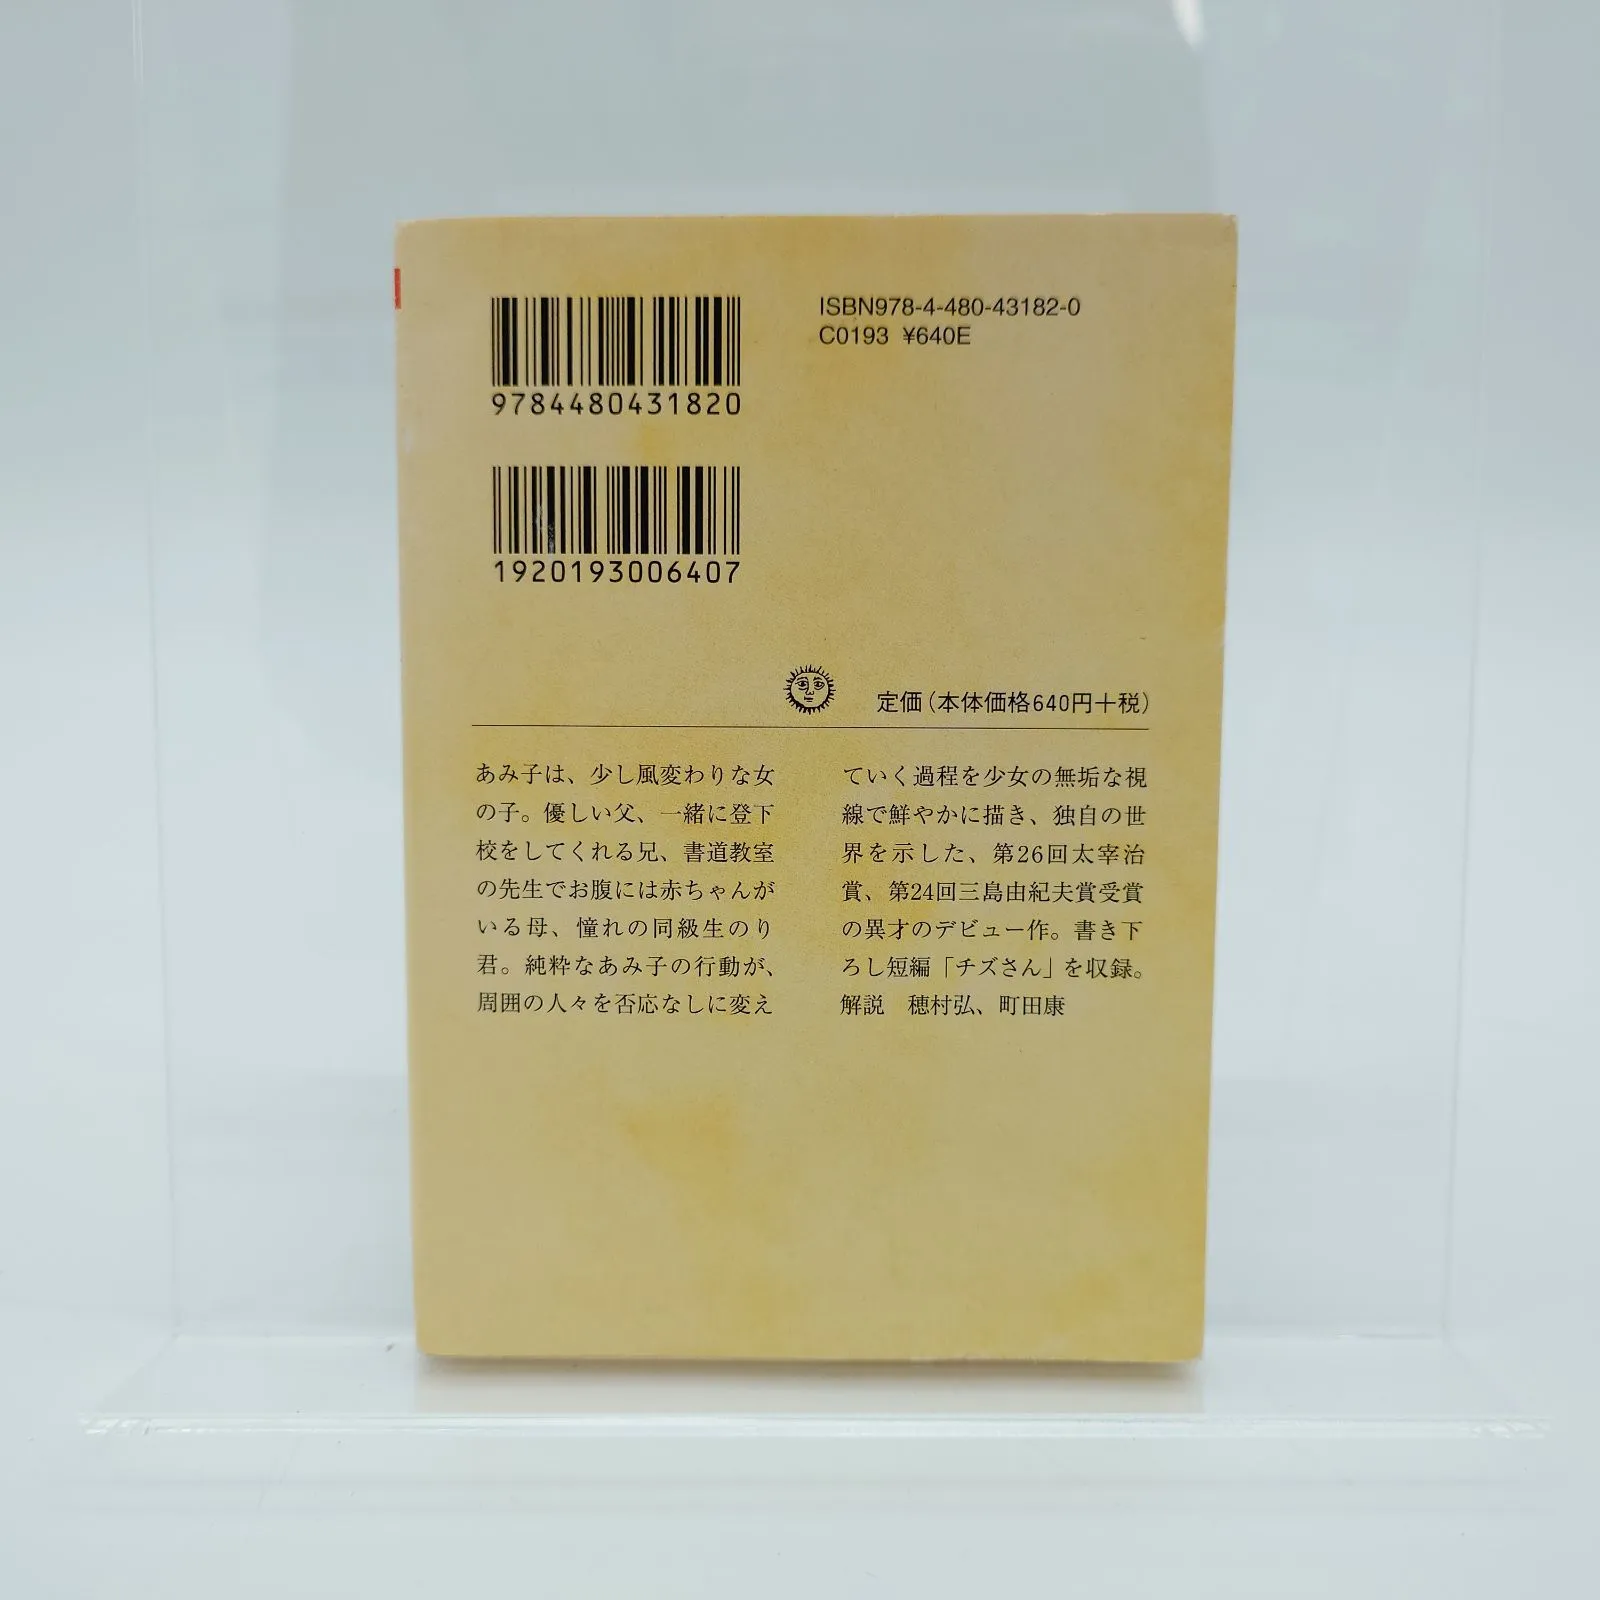 ISBN978-4-480-43182-0
C0193 ¥640E
9784480431820
1920193006407
定価(本体価格640円+税)
あみ子は、少し風変わりな女
の子。優しい父、一緒に登下
校をしてくれる兄、書道教室
の先生でお腹には赤ちゃんが
いる母、憧れの同級生のり
君。純粋なあみ子の行動が、
周囲の人々を否応なしに変え
ていく過程を少女の無垢な視
線で鮮やかに描き、独自の世
界を示した、第26回太宰治
賞、第24回三島由紀夫賞受賞
の異才のデビュー作。書き下
ろし短編「チズさん」を収録。
解説　穂村弘、町田康